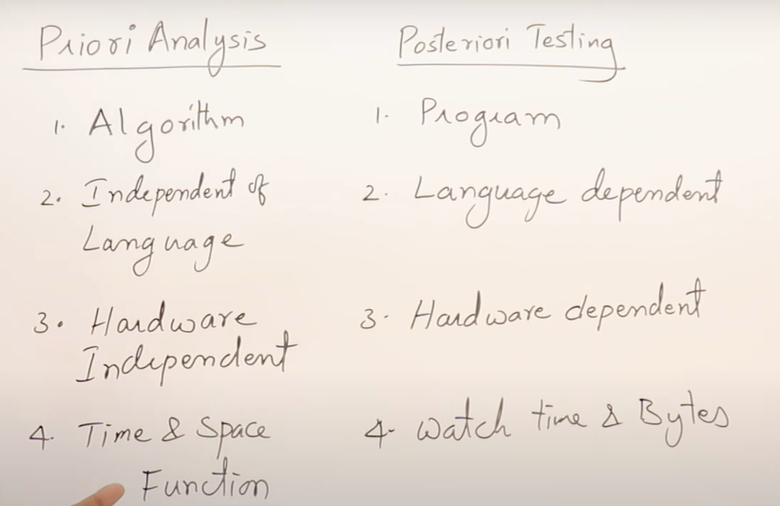 Priori Analysis
1. Algorithm
2. Independent of
Language
3. Hardware
Independent
4. Time & Space
Function
Posteriori Testing
1. Program
2. Language dependent
3. Hardware dependent
4- Watch time & Bytes